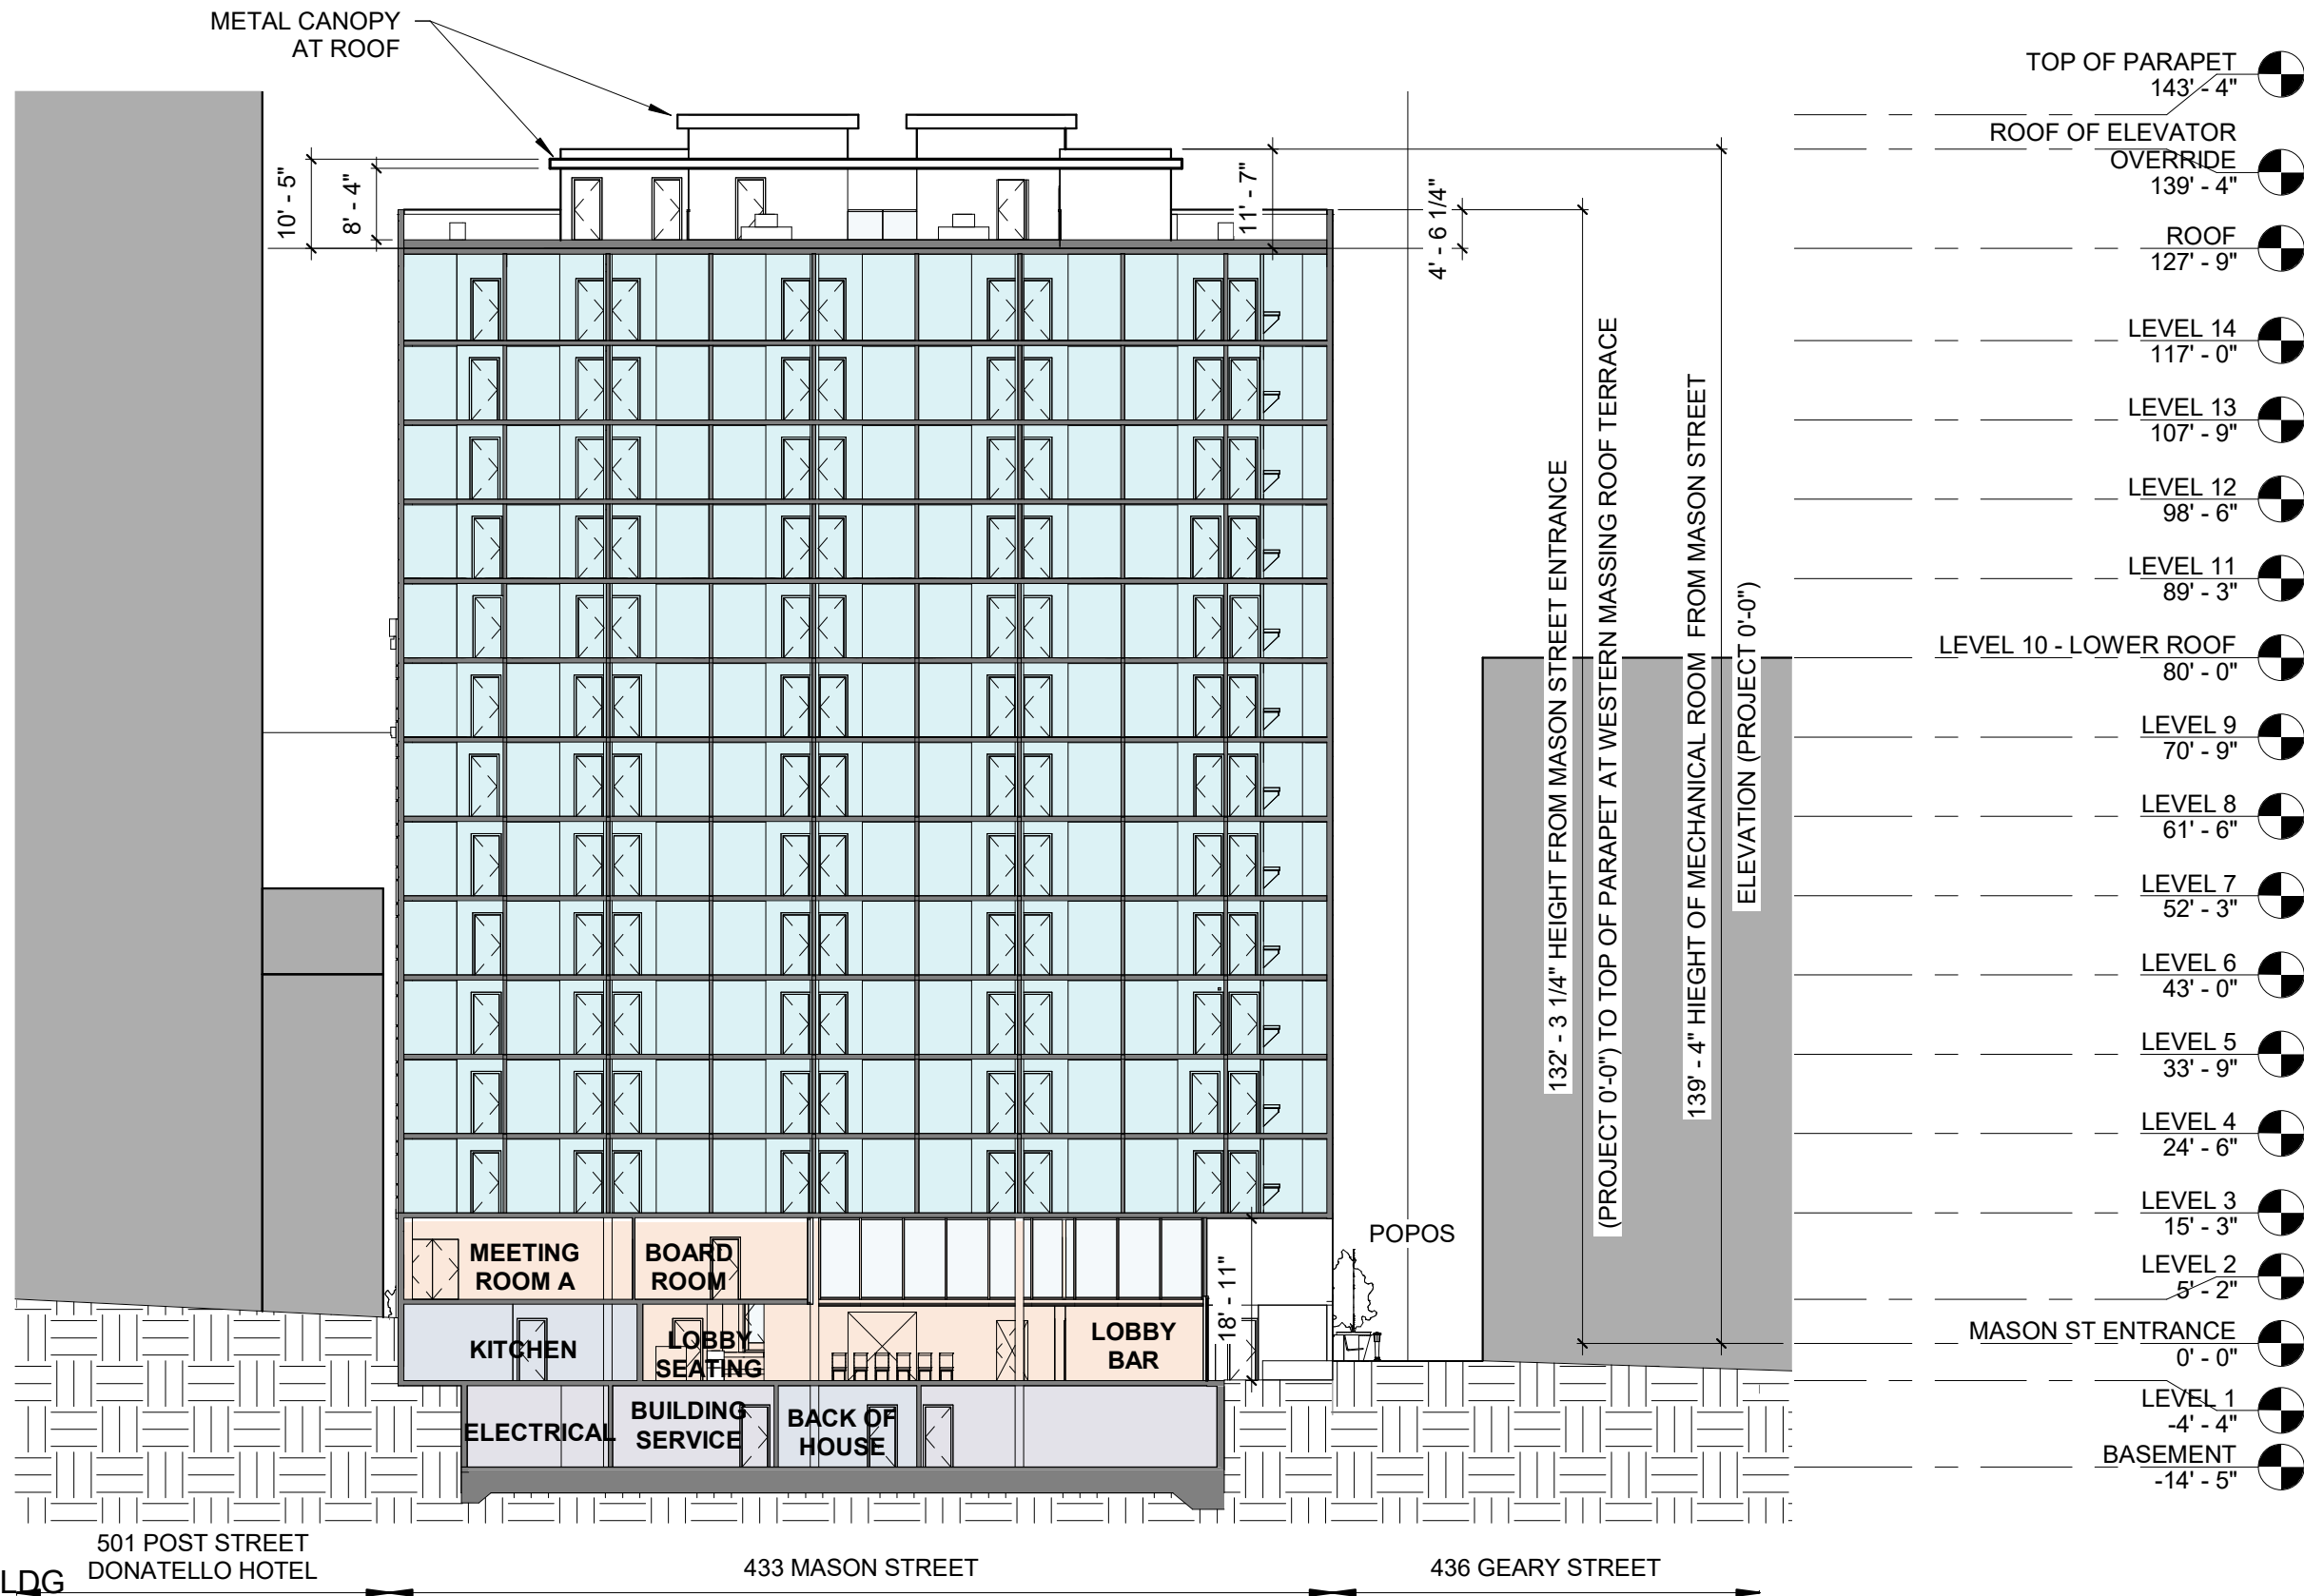 METAL CANOPY
AT ROOF
TOP OF PARAPET
143' - 4"
ROOF OF ELEVATOR
OVERRIDE
139' - 4"
ROOF
127' - 9"
LEVEL 14
117' - 0"
LEVEL 13
107' - 9"
LEVEL 12
98' - 6"
LEVEL 11
89' - 3"
LEVEL 10 - LOWER ROOF
80' - 0"
LEVEL 9
70' - 9"
LEVEL 8
61' - 6"
LEVEL 7
52' - 3"
LEVEL 6
43' - 0"
LEVEL 5
33' - 9"
LEVEL 4
24' - 6"
LEVEL 3
15' - 3"
LEVEL 2
5' - 2"
MASON ST ENTRANCE
0' - 0"
LEVEL 1
-4' - 4"
BASEMENT
-14' - 5"
10' - 5"
8' - 4"
11' - 7"
4' - 6 1/4"
132' - 3 1/4" HEIGHT FROM MASON STREET ENTRANCE
(PROJECT 0'-0") TO TOP OF PARAPET AT WESTERN MASSING ROOF TERRACE
139' - 4" HIEGHT OF MECHANICAL ROOM FROM MASON STREET
ELEVATION (PROJECT 0'-0")
POPOS
18' - 11"
MEETING
ROOM A
BOARD
ROOM
KITCHEN
LOBBY
SEATING
LOBBY
BAR
ELECTRICAL
BUILDING
SERVICE
BACK OF
HOUSE
501 POST STREET
DONATELLO HOTEL
LDG
433 MASON STREET
436 GEARY STREET